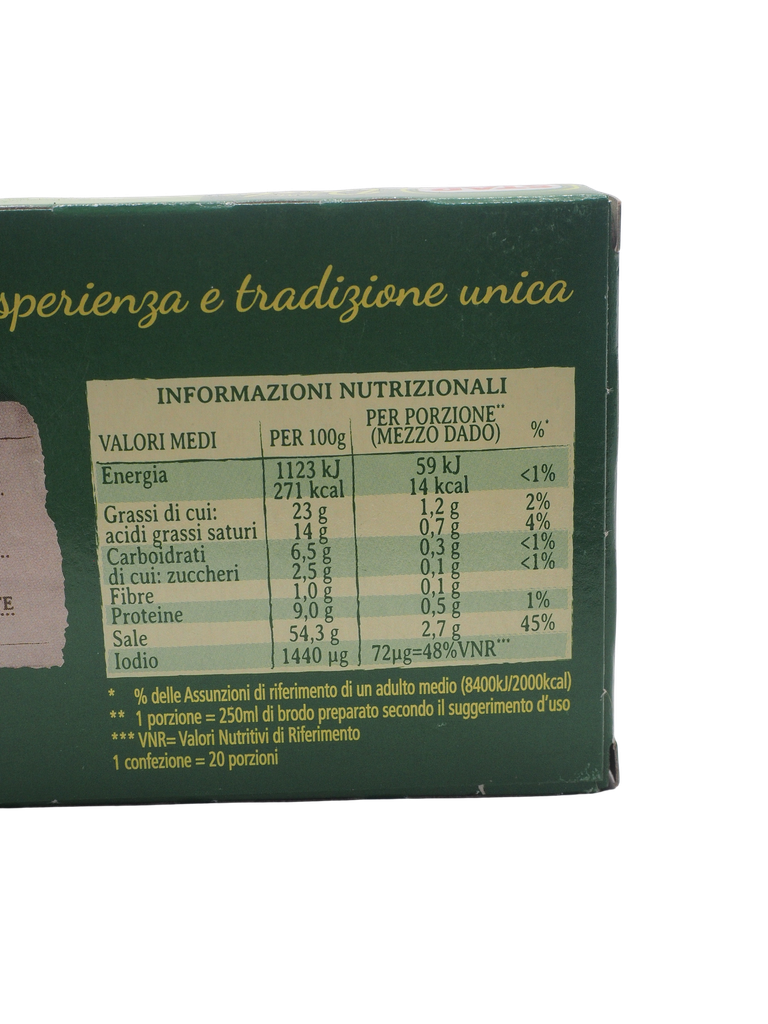 sperienza e tradizione unica
INFORMAZIONI NUTRIZIONALI
VALORI MEDI PER 100g PER PORZIONE** (MEZZO DADO) %*
Energia 1123 kJ 59 kJ <1%
271 kcal 14 kcal
Grassi di cui: 23 g 1,2 g 2%
acidi grassi saturi 14 g 0,7 g 4%
Carboidrati 6,5 g 0,3 g <1%
di cui: zuccheri 2,5 g 0,1 g <1%
Fibre 1,0 g 0,1 g
Proteine 9,0 g 0,5 g 1%
Sale 54,3 g 2,7 g 45%
Iodio 1440 µg 72µg=48%VNR***
* % delle Assunzioni di riferimento di un adulto medio (8400kJ/2000kcal)
** 1 porzione = 250ml di brodo preparato secondo il suggerimento d'uso
*** VNR= Valori Nutritivi di Riferimento
1 confezione = 20 porzioni